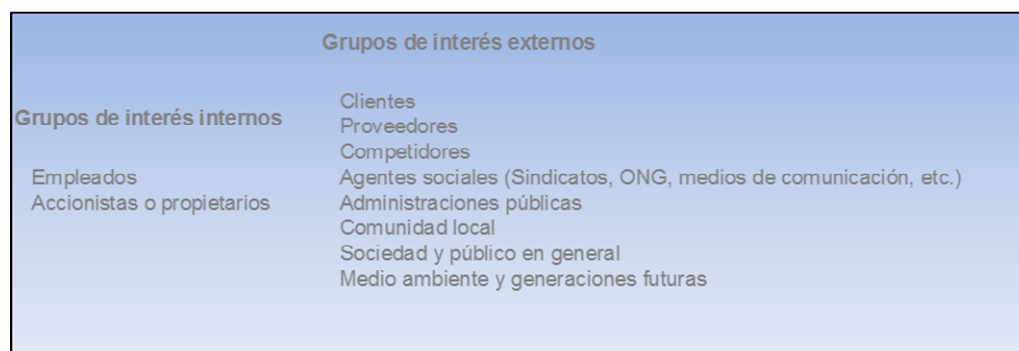 Grupos de interés externos
Grupos de interés internos
Empleados
Accionistas o propietarios
Clientes
Proveedores
Competidores
Agentes sociales (Sindicatos, ONG, medios de comunicación, etc.)
Administraciones públicas
Comunidad local
Sociedad y público en general
Medio ambiente y generaciones futuras